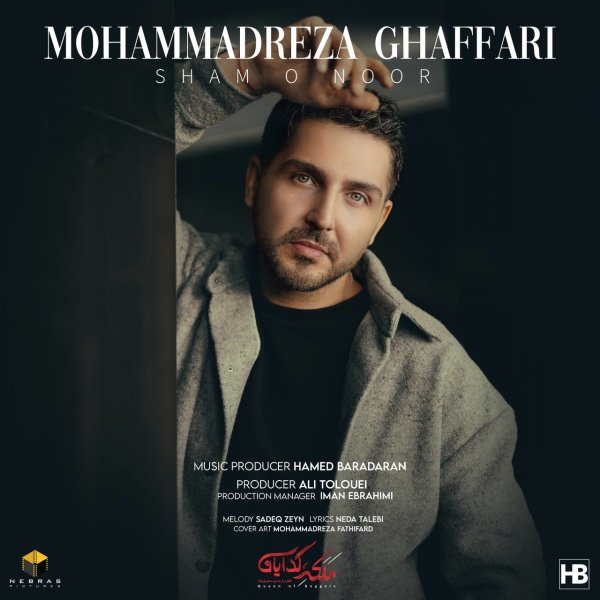 MOHAMMADREZA GHAFFARI
SHAM O NOOR
MUSIC PRODUCER HAMED BARADARAN
PRODUCER ALI TOLOUEI
PRODUCTION MANAGER IMAN EBRAHIMI
MELODY SADEQ ZEYN LYRICS NEDA TALEBI
COVER ART MOHAMMADREZA FATHIFARD
ملکه گدایان
Queen of Beggars
NEBRAS
PICTURES
HB